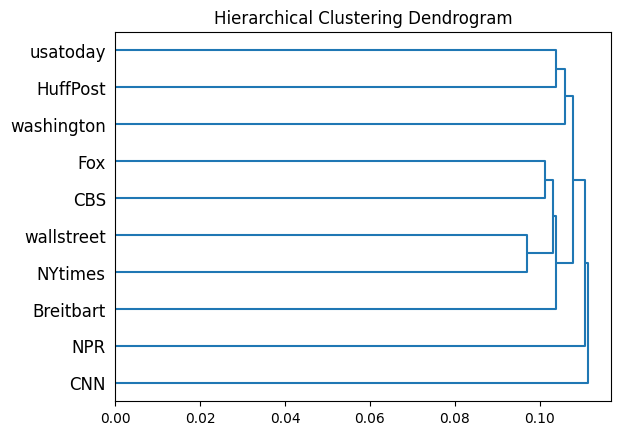 Hierarchical Clustering Dendrogram
usatoday
HuffPost
washington
Fox
CBS
wallstreet
NYtimes
Breitbart
NPR
CNN
0.00 0.02 0.04 0.06 0.08 0.10